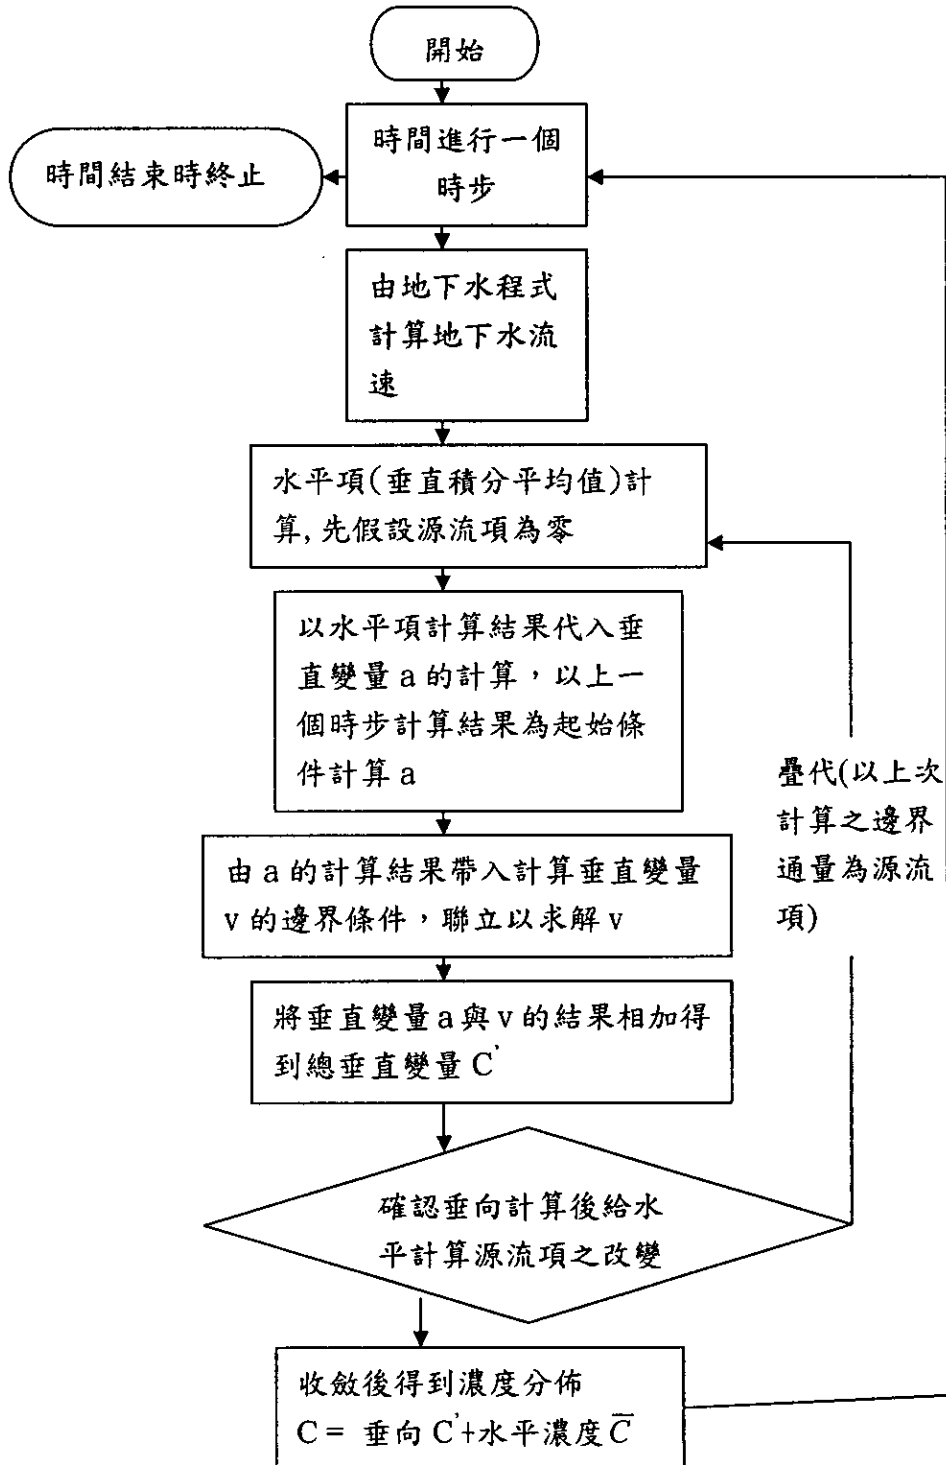 開始
時間進行一個
時步
時間結束時終止
由地下水程式
計算地下水流
速
水平項(垂直積分平均值)計
算,先假設源流項為零
以水平項計算結果代入垂
直變量a的計算,以上一
個時步計算結果為起始條
件計算a
疊代(以上次
計算之邊界
通量為源流
項)
由a的計算結果帶入計算垂直變量
v的邊界條件,聯立以求解v
將垂直變量a與v的結果相加得
到總垂直變量C'
確認垂向計算後給水
平計算源流項之改變
收斂後得到濃度分佈
C= 垂向C'+水平濃度C̅